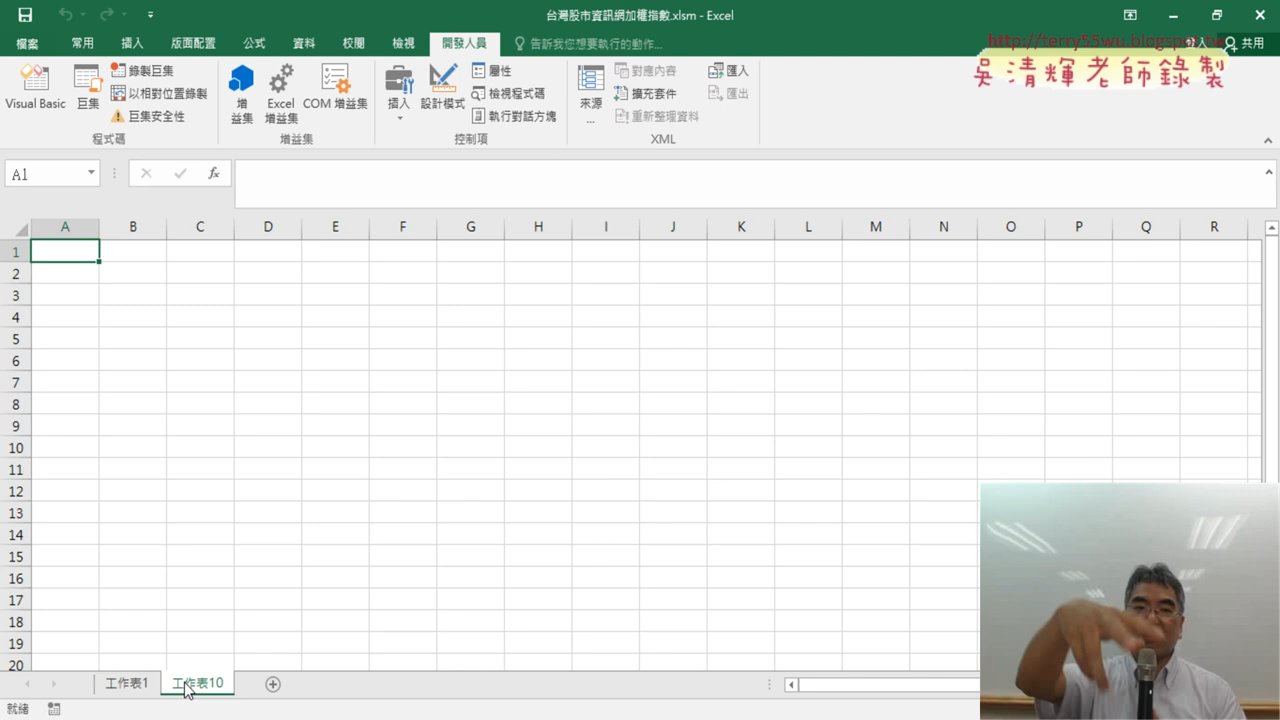 台灣股市資訊網加權指數.xlsm - Excel
檔案 常用 插入 版面配置 公式 資料 校閱 檢視 開發人員 告訴我您想要執行的動作... 共用
http://terry55wu.blogspot.tw
吳清輝老師錄製
Visual Basic 巨集 錄製巨集 以相對位置錄製 巨集安全性
程式碼
增益集 Excel 增益集 COM 增益集
增益集
插入 設計模式 屬性 檢視程式碼 執行對話方塊
控制項
來源... 對應內容 擴充套件 重新整理資料 匯入 匯出
XML
A1 fx
A B C D E F G H I J K L M N O P Q R
1
2
3
4
5
6
7
8
9
10
11
12
13
14
15
16
17
18
19
20
工作表1 工作表10
就緒